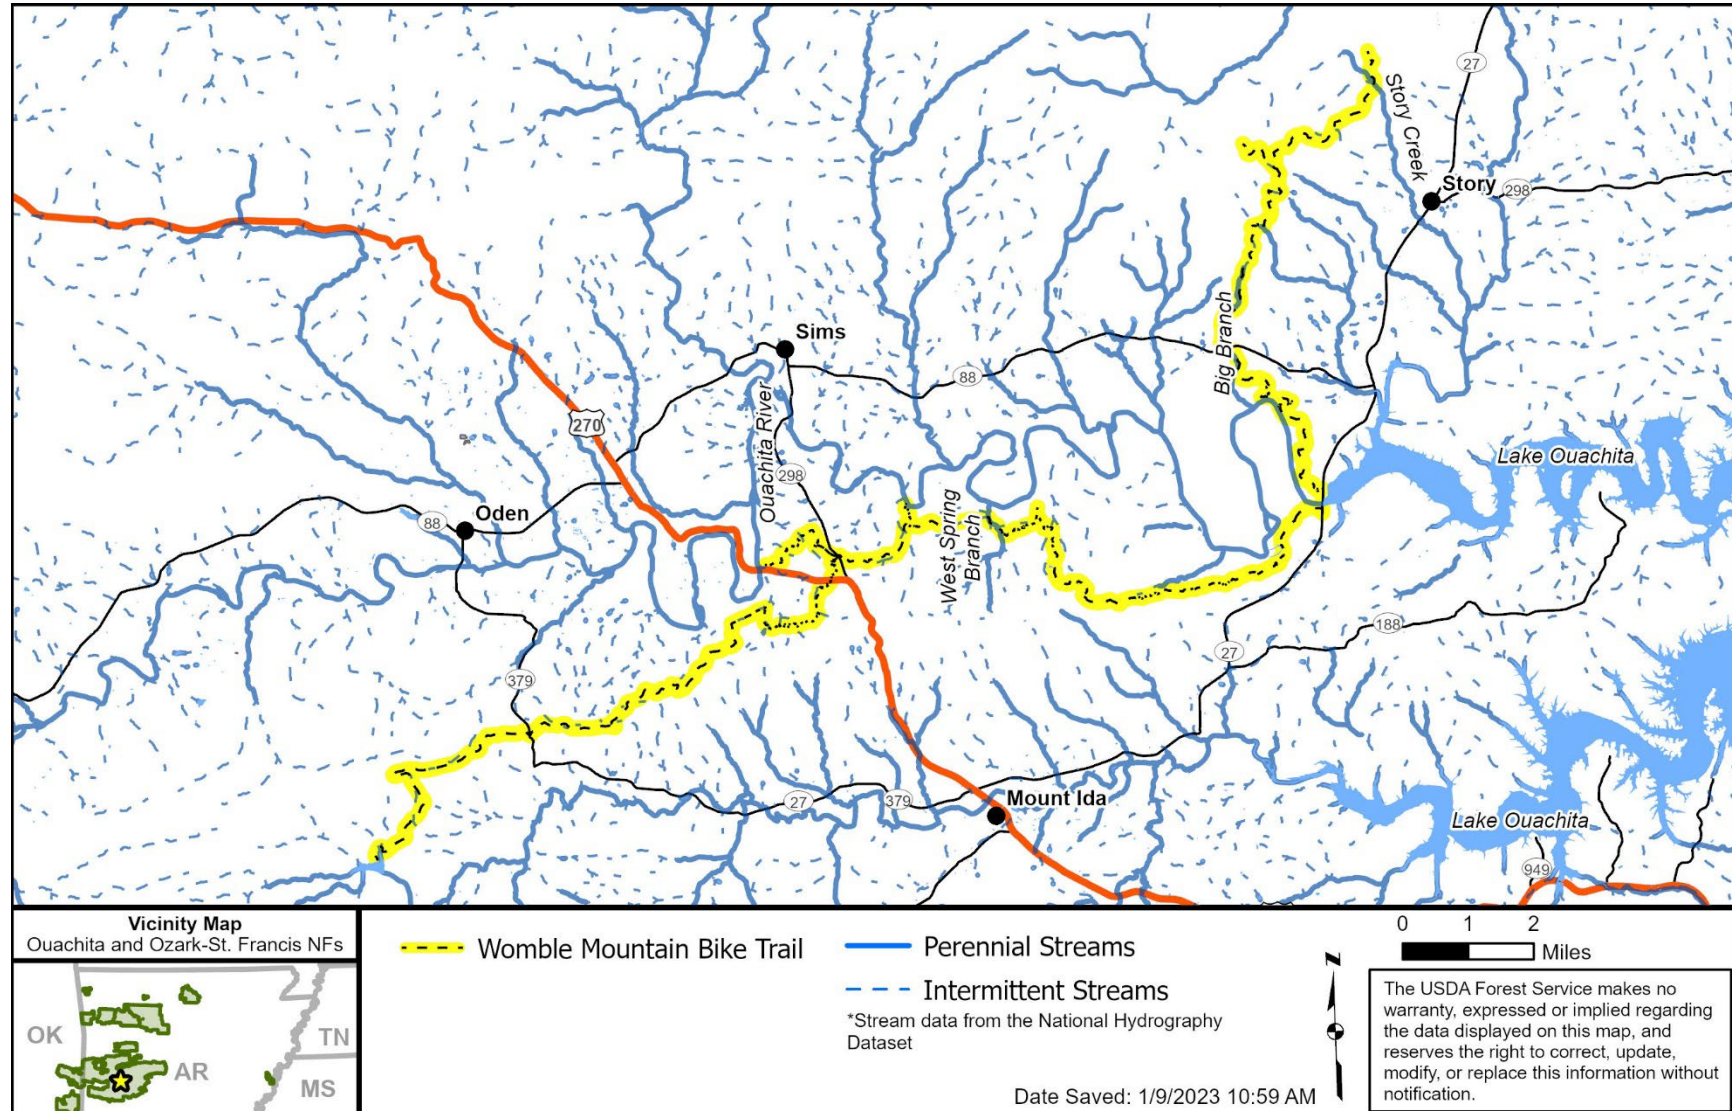 27
Story Creek
Story
298
Sims
Big Branch
88
270
Ouachita River
298
Lake Ouachita
Oden
88
West Spring
Branch
188
27
379
27
379
Mount Ida
Lake Ouachita
949
Vicinity Map
Ouachita and Ozark-St. Francis NFs
OK
TN
AR
MS
Womble Mountain Bike Trail
Perennial Streams
Intermittent Streams
*Stream data from the National Hydrography
Dataset
Date Saved: 1/9/2023 10:59 AM
N
0 1 2
Miles
The USDA Forest Service makes no
warranty, expressed or implied regarding
the data displayed on this map, and
reserves the right to correct, update,
modify, or replace this information without
notification.